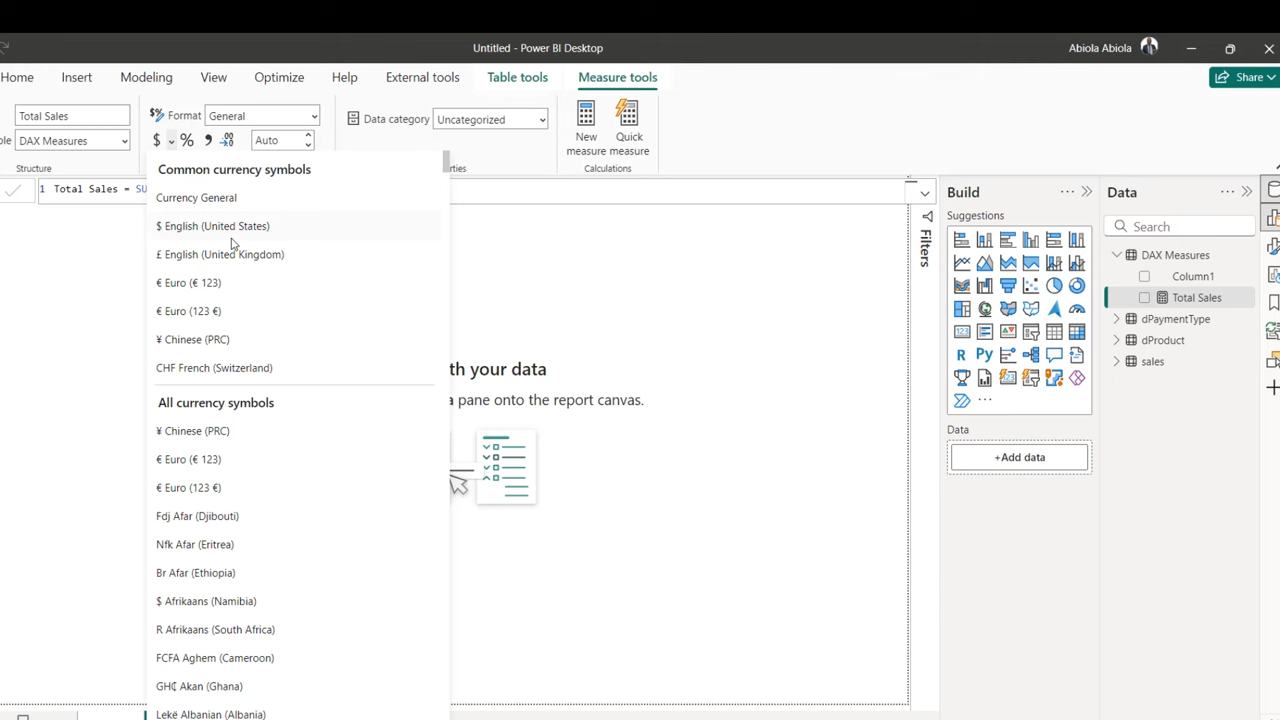 Untitled - Power BI Desktop
Abiola Abiola
Home Insert Modeling View Optimize Help External tools Table tools Measure tools
Share
Total Sales
Format General
Data category Uncategorized
New measure
Quick measure
DAX Measures
$ % , Auto
Structure
Calculations
1 Total Sales = SU
Common currency symbols
Currency General
$ English (United States)
£ English (United Kingdom)
€ Euro (€ 123)
€ Euro (123 €)
¥ Chinese (PRC)
CHF French (Switzerland)
All currency symbols
¥ Chinese (PRC)
€ Euro (€ 123)
€ Euro (123 €)
Fdj Afar (Djibouti)
Nfk Afar (Eritrea)
Br Afar (Ethiopia)
$ Afrikaans (Namibia)
R Afrikaans (South Africa)
FCFA Aghem (Cameroon)
GH₵ Akan (Ghana)
Lekë Albanian (Albania)
th your data
a pane onto the report canvas.
Filters
Build
Suggestions
R Py
123
Data
+Add data
Data
Search
DAX Measures
Column1
Total Sales
dPaymentType
dProduct
sales